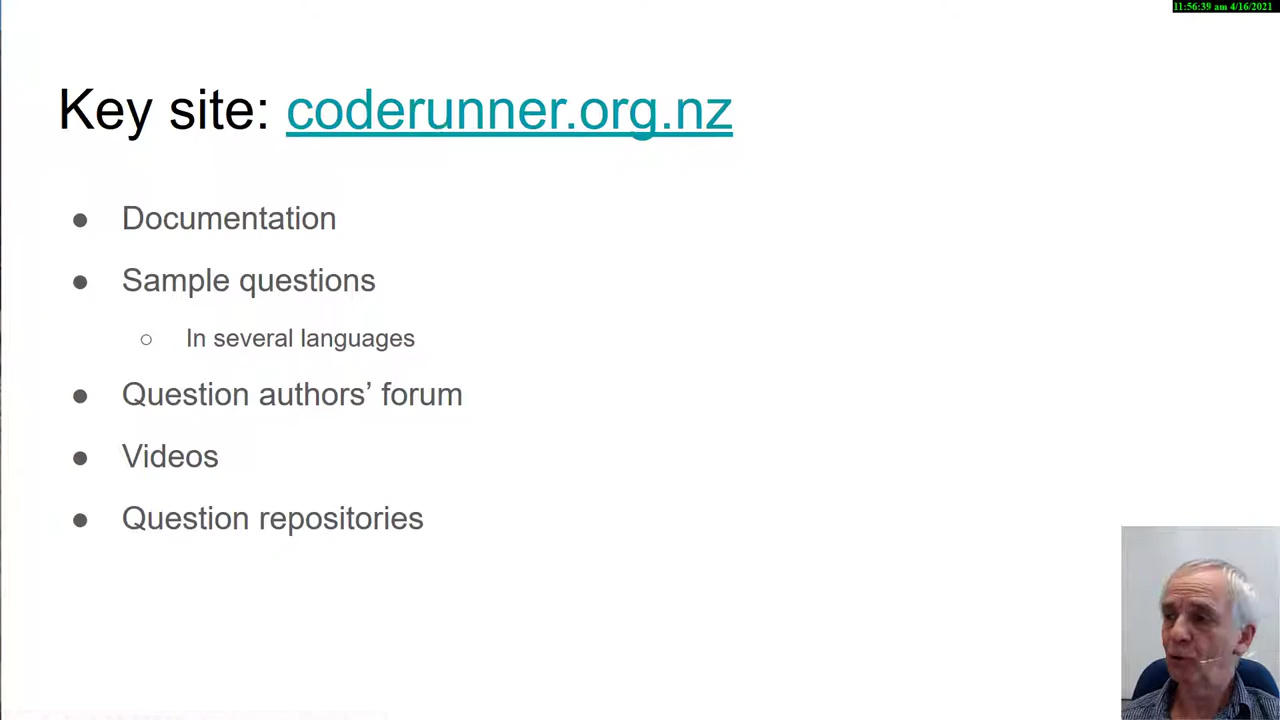 11:56:39 am 4/16/2021
Key site: coderunner.org.nz
● Documentation
● Sample questions
○ In several languages
● Question authors’ forum
● Videos
● Question repositories